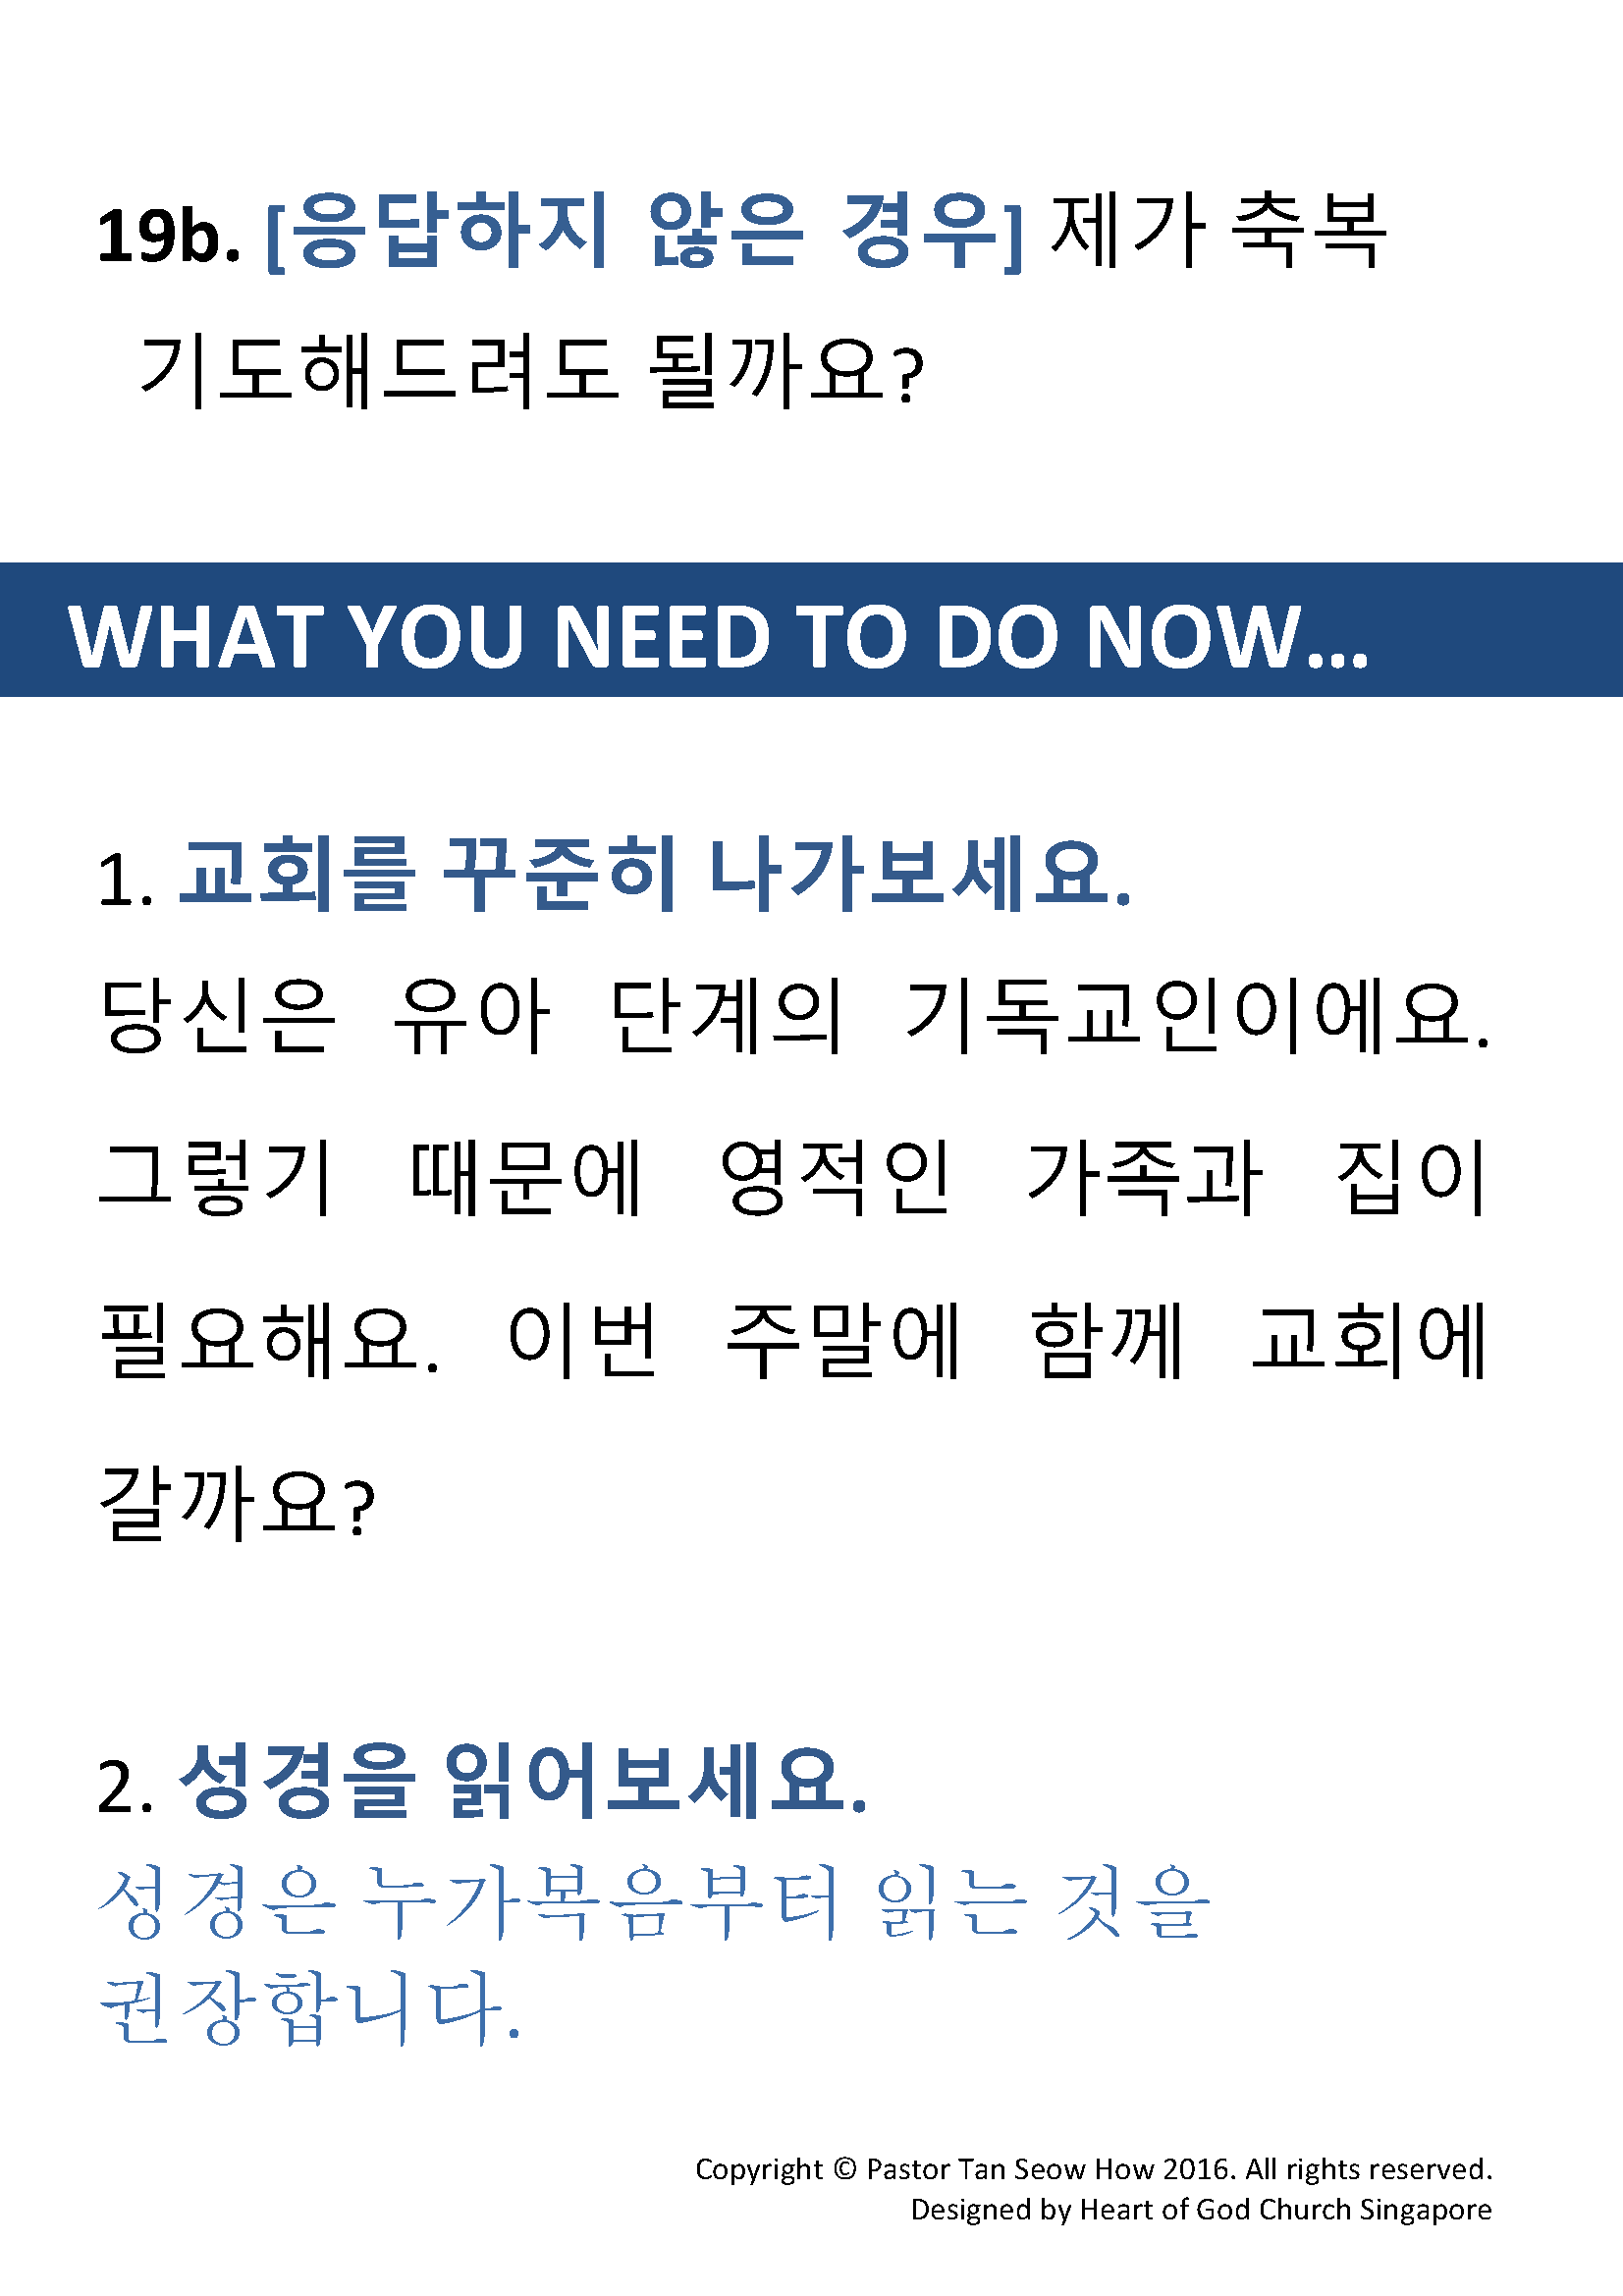 19b. [응답하지 않은 경우] 제가 축복
기도해드려도 될까요?
WHAT YOU NEED TO DO NOW...
1. 교회를 꾸준히 나가보세요.
당신은 유아 단계의 기독교인이에요.
그렇기 때문에 영적인 가족과 집이
필요해요. 이번 주말에 함께 교회에
갈까요?
2. 성경을 읽어보세요.
성경은 누가복음부터 읽는 것을
권장합니다.
Copyright © Pastor Tan Seow How 2016. All rights reserved.
Designed by Heart of God Church Singapore